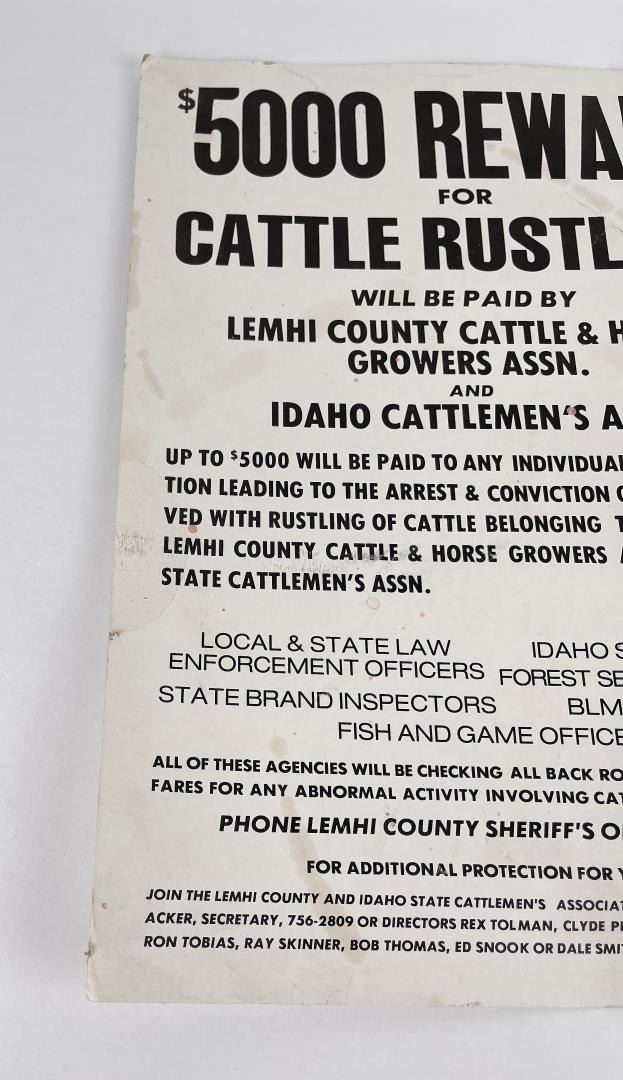 $5000 REWA
FOR
CATTLE RUSTL
WILL BE PAID BY
LEMHI COUNTY CATTLE & H
GROWERS ASSN.
AND
IDAHO CATTLEMEN'S A
UP TO $5000 WILL BE PAID TO ANY INDIVIDUAL
TION LEADING TO THE ARREST & CONVICTION O
VED WITH RUSTLING OF CATTLE BELONGING T
LEMHI COUNTY CATTLE & HORSE GROWERS A
STATE CATTLEMEN'S ASSN.
LOCAL & STATE LAW
ENFORCEMENT OFFICERS
IDAHO S
FOREST SE
STATE BRAND INSPECTORS
BLM
FISH AND GAME OFFICE
ALL OF THESE AGENCIES WILL BE CHECKING ALL BACK RO
FARES FOR ANY ABNORMAL ACTIVITY INVOLVING CAT
PHONE LEMHI COUNTY SHERIFF'S O
FOR ADDITIONAL PROTECTION FOR Y
JOIN THE LEMHI COUNTY AND IDAHO STATE CATTLEMEN'S ASSOCIAT
ACKER, SECRETARY, 756-2809 OR DIRECTORS REX TOLMAN, CLYDE PH
RON TOBIAS, RAY SKINNER, BOB THOMAS, ED SNOOK OR DALE SMIT